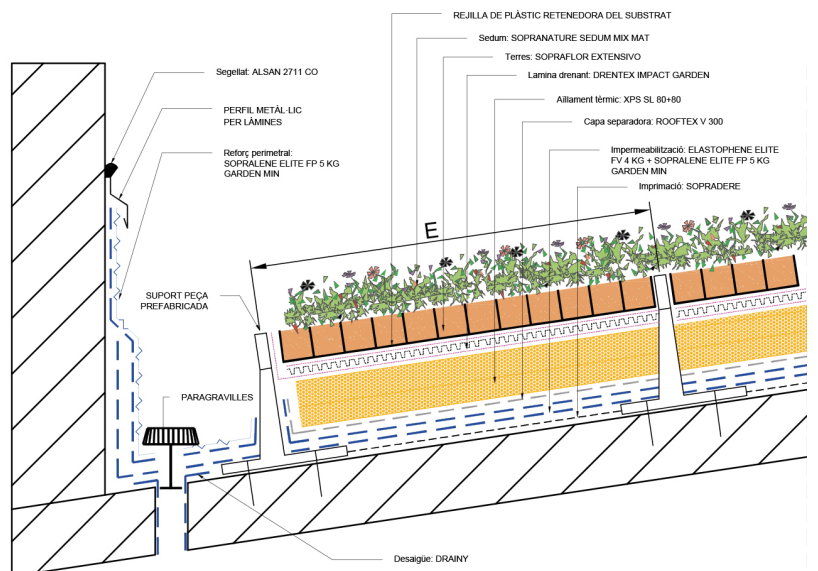 REJILLA DE PLÀSTIC RETENEDORA DEL SUBSTRAT
Sedum: SOPRANATURE SEDUM MIX MAT
Terres: SOPRAFLOR EXTENSIVO
Lamina drenant: DRENTEX IMPACT GARDEN
Aïllament tèrmic: XPS SL 80+80
Capa separadora: ROOFTEX V 300
Impermeabilització: ELASTOPHENE ELITE
FV 4 KG + SOPRALENE ELITE FP 5 KG
GARDEN MIN
Imprimació: SOPRADERE
Segellat: ALSAN 2711 CO
PERFIL METÀL·LIC
PER LÀMINES
Reforç perimetral:
SOPRALENE ELITE FP 5 KG
GARDEN MIN
E
SUPORT PEÇA
PREFABRICADA
PARAGRAVILLES
Desaigüe: DRAINY